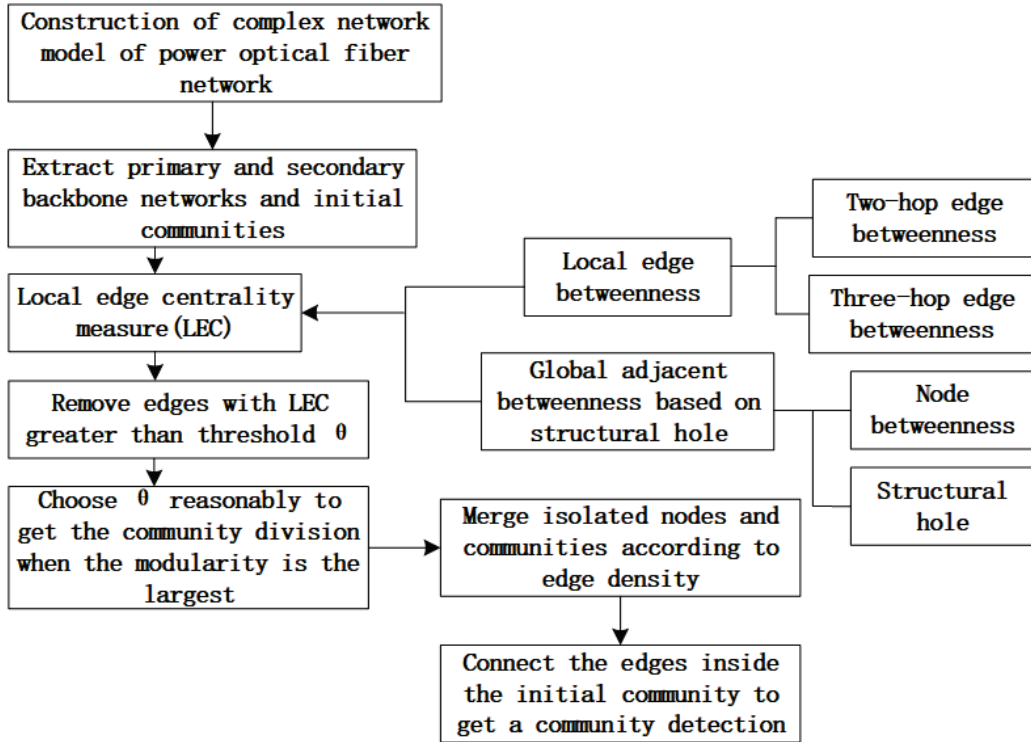 Construction of complex network
model of power optical fiber
network
Extract primary and secondary
backbone networks and initial
communities
Local edge centrality
measure(LEC)
Remove edges with LEC
greater than threshold θ
Choose θ reasonably to
get the community division
when the modularity is the
largest
Local edge
betweenness
Two-hop edge
betweenness
Three-hop edge
betweenness
Global adjacent
betweenness based on
structural hole
Node
betweenness
Structural
hole
Merge isolated nodes and
communities according to
edge density
Connect the edges inside
the initial community to
get a community detection